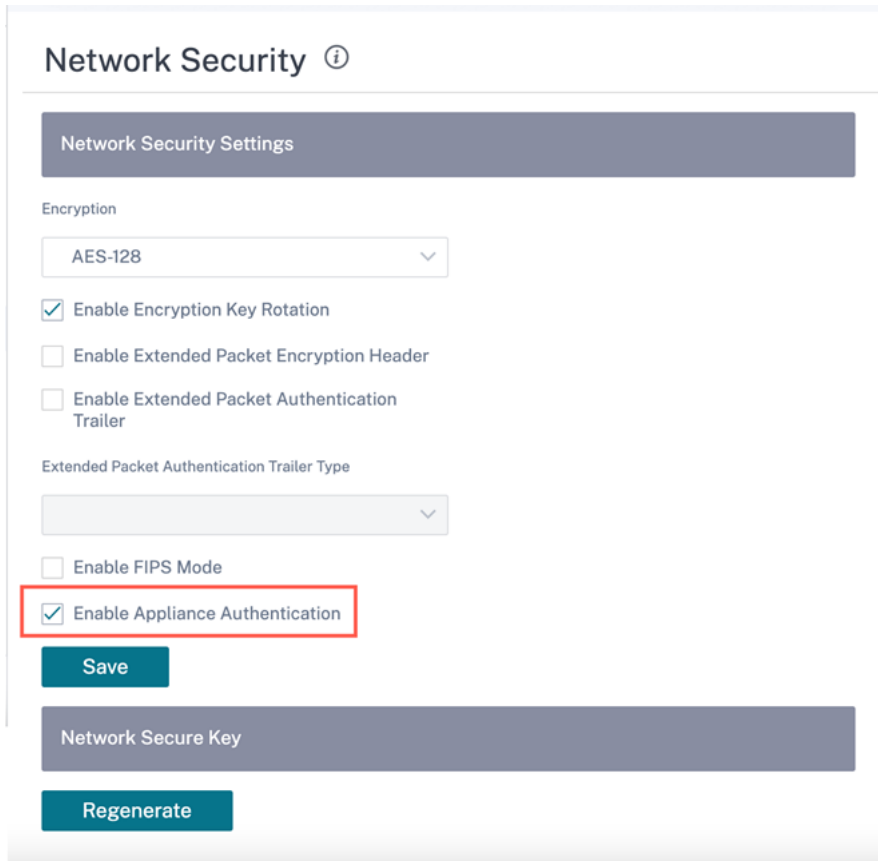 Network Security
Network Security Settings
Encryption
AES-128
Enable Encryption Key Rotation
Enable Extended Packet Encryption Header
Enable Extended Packet Authentication
Trailer
Extended Packet Authentication Trailer Type
Enable FIPS Mode
Enable Appliance Authentication
Save
Network Secure Key
Regenerate